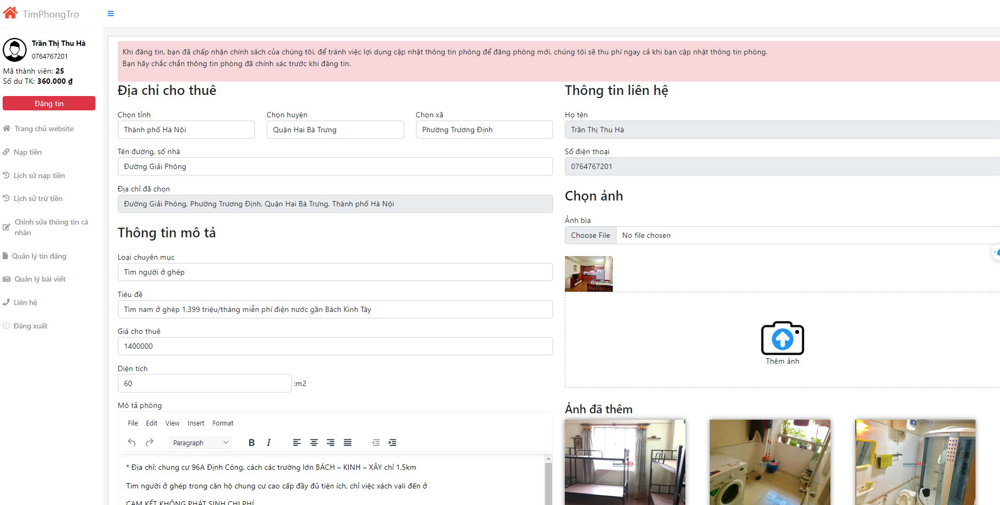 TimPhongTro
Trần Thị Thu Hà
0764767201
Mã thành viên: 25
Số dư TK: 360.000 ₫
Đăng tin
Trang chủ website
Nạp tiền
Lịch sử nạp tiền
Lịch sử trừ tiền
Chỉnh sửa thông tin cá
nhân
Quản lý tin đăng
Quản lý bài viết
Liên hệ
Đăng xuất
Khi đăng tin, bạn đã chấp nhận chính sách của chúng tôi, để tránh việc lợi dụng cập nhật thông tin phòng để đăng phòng mới, chúng tôi sẽ thu phí ngay cả khi bạn cập nhật thông tin phòng.
Bạn hãy chắc chắn thông tin phòng đã chính xác trước khi đăng tin.
Địa chỉ cho thuê
Chọn tỉnh
Chọn huyện
Chọn xã
Thành phố Hà Nội
Quận Hai Bà Trưng
Phường Trương Định
Tên đường, số nhà
Đường Giải Phóng
Địa chỉ đã chọn
Đường Giải Phóng, Phường Trương Định, Quận Hai Bà Trưng, Thành phố Hà Nội
Thông tin mô tả
Loại chuyên mục
Tìm người ở ghép
Tiêu đề
Tìm nam ở ghép 1,399 triệu/tháng miễn phí điện nước gần Bách Kinh Tây
Giá cho thuê
1400000
Diện tích
60 :m2
Mô tả phòng
File Edit View Insert Format
Paragraph B I
* Địa chỉ: chung cư 96A Định Công. cách các trường lớn BÁCH – KINH – XÂY chỉ 1,5km
Tìm người ở ghép trong căn hộ chung cư cao cấp đầy đủ tiện ích, chỉ việc xách vali đến ở
CAM KẾT KHÔNG PHÁT SINH CHI PHÍ
Thông tin liên hệ
Họ tên
Trần Thị Thu Hà
Số điện thoại
0764767201
Chọn ảnh
Ảnh bìa
Choose File No file chosen
Thêm ảnh
Ảnh đã thêm
PHONGTRO123
PHONGTRO123
PHONGTRO123